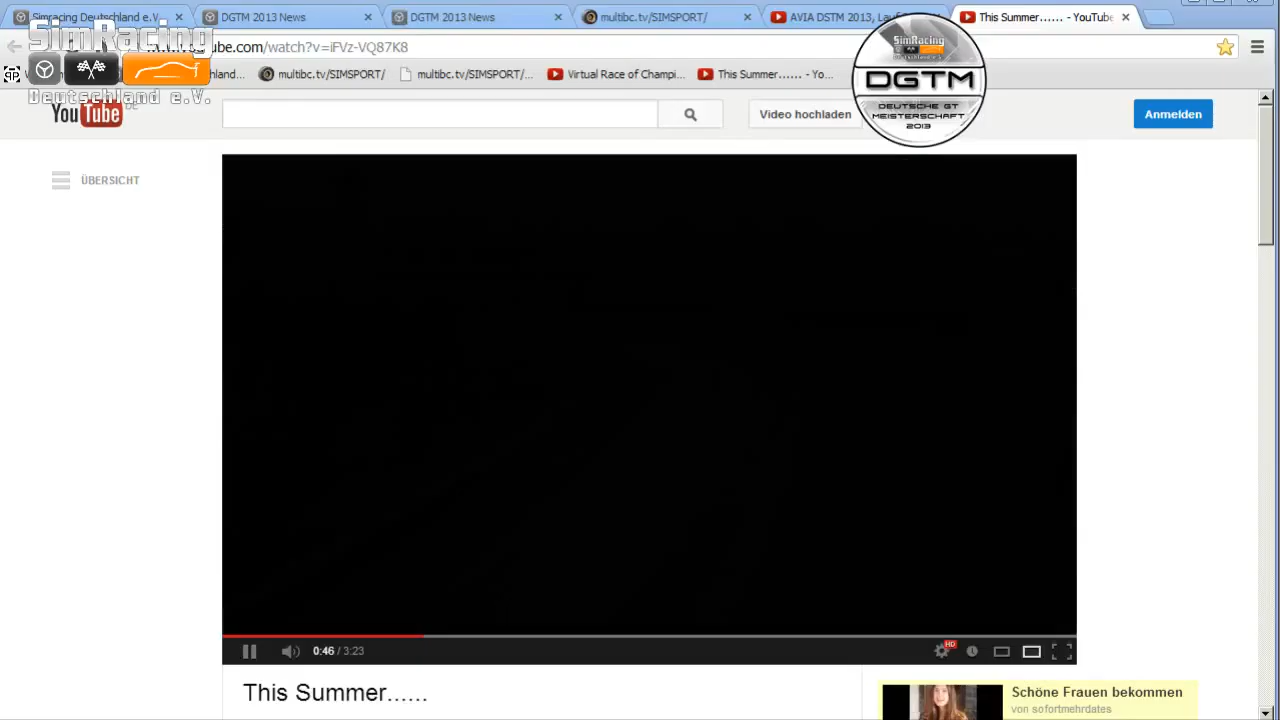 Simracing Deutschland e.V.
DGTM 2013 News
DGTM 2013 News
multibc.tv/SIMSPORT/
AVIA DSTM 2013, Lauf
This Summer...... - YouTube
SimRacing
Deutschland e.V.
tube.com/watch?v=iFVz-VQ87K8
multibc.tv/SIMSPORT/
multibc.tv/SIMSPORT/...
Virtual Race of Champi...
This Summer...... - Yo...
SimRacing
DGTM
DEUTSCHE GT
MEISTERSCHAFT
2013
YouTube
Video hochladen
Anmelden
ÜBERSICHT
0:46 / 3:23
HD
This Summer......
Schöne Frauen bekommen
von sofortmehrdates